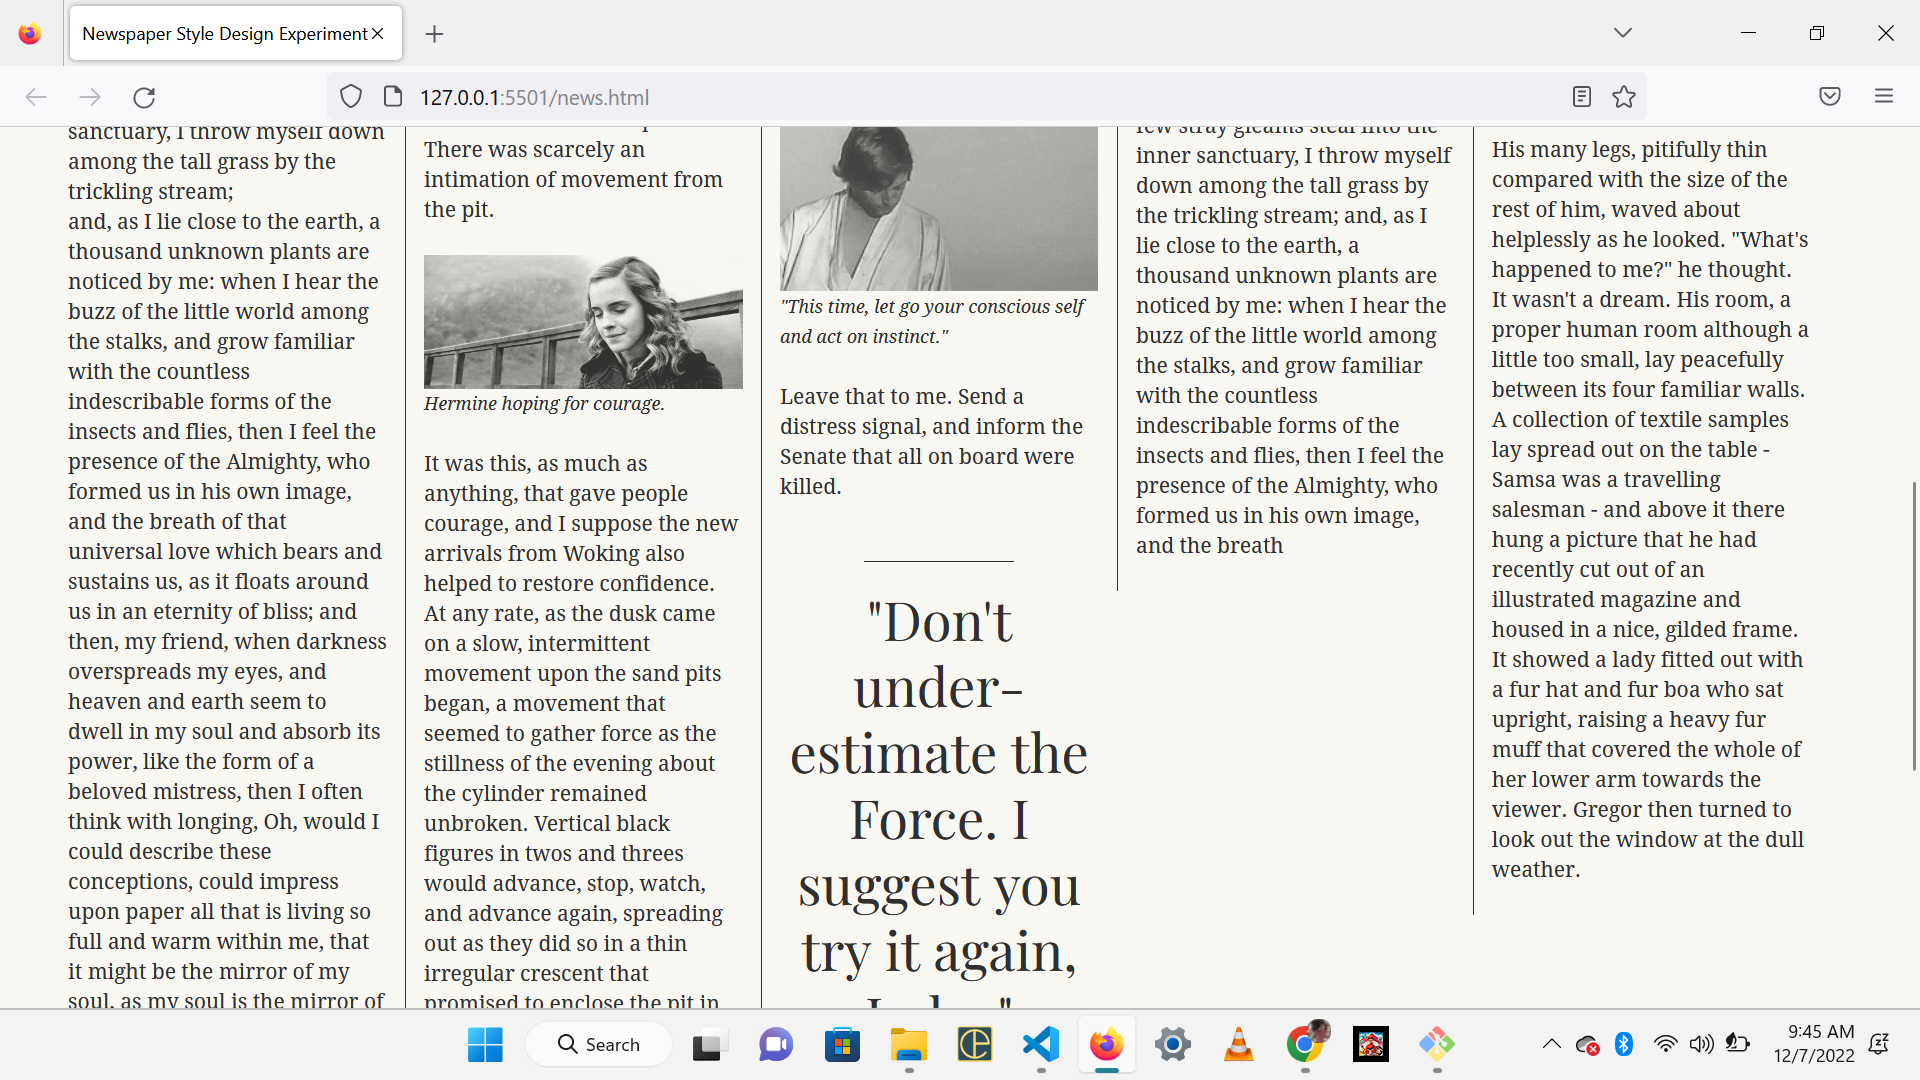 Newspaper Style Design Experiment
127.0.0.1:5501/news.html
sanctuary, I throw myself down
among the tall grass by the
trickling stream;
and, as I lie close to the earth, a
thousand unknown plants are
noticed by me: when I hear the
buzz of the little world among
the stalks, and grow familiar
with the countless
indescribable forms of the
insects and flies, then I feel the
presence of the Almighty, who
formed us in his own image,
and the breath of that
universal love which bears and
sustains us, as it floats around
us in an eternity of bliss; and
then, my friend, when darkness
overspreads my eyes, and
heaven and earth seem to
dwell in my soul and absorb its
power, like the form of a
beloved mistress, then I often
think with longing, Oh, would I
could describe these
conceptions, could impress
upon paper all that is living so
full and warm within me, that
it might be the mirror of my
soul, as my soul is the mirror of
There was scarcely an
intimation of movement from
the pit.
Hermine hoping for courage.
It was this, as much as
anything, that gave people
courage, and I suppose the new
arrivals from Woking also
helped to restore confidence.
At any rate, as the dusk came
on a slow, intermittent
movement upon the sand pits
began, a movement that
seemed to gather force as the
stillness of the evening about
the cylinder remained
unbroken. Vertical black
figures in twos and threes
would advance, stop, watch,
and advance again, spreading
out as they did so in a thin
irregular crescent that
promised to enclose the pit in
"This time, let go your conscious self
and act on instinct."
Leave that to me. Send a
distress signal, and inform the
Senate that all on board were
killed.
"Don't
under-
estimate the
Force. I
suggest you
try it again,
few stray gleams steal into the
inner sanctuary, I throw myself
down among the tall grass by
the trickling stream; and, as I
lie close to the earth, a
thousand unknown plants are
noticed by me: when I hear the
buzz of the little world among
the stalks, and grow familiar
with the countless
indescribable forms of the
insects and flies, then I feel the
presence of the Almighty, who
formed us in his own image,
and the breath
His many legs, pitifully thin
compared with the size of the
rest of him, waved about
helplessly as he looked. "What's
happened to me?" he thought.
It wasn't a dream. His room, a
proper human room although a
little too small, lay peacefully
between its four familiar walls.
A collection of textile samples
lay spread out on the table -
Samsa was a travelling
salesman - and above it there
hung a picture that he had
recently cut out of an
illustrated magazine and
housed in a nice, gilded frame.
It showed a lady fitted out with
a fur hat and fur boa who sat
upright, raising a heavy fur
muff that covered the whole of
her lower arm towards the
viewer. Gregor then turned to
look out the window at the dull
weather.
Search
9:45 AM
12/7/2022